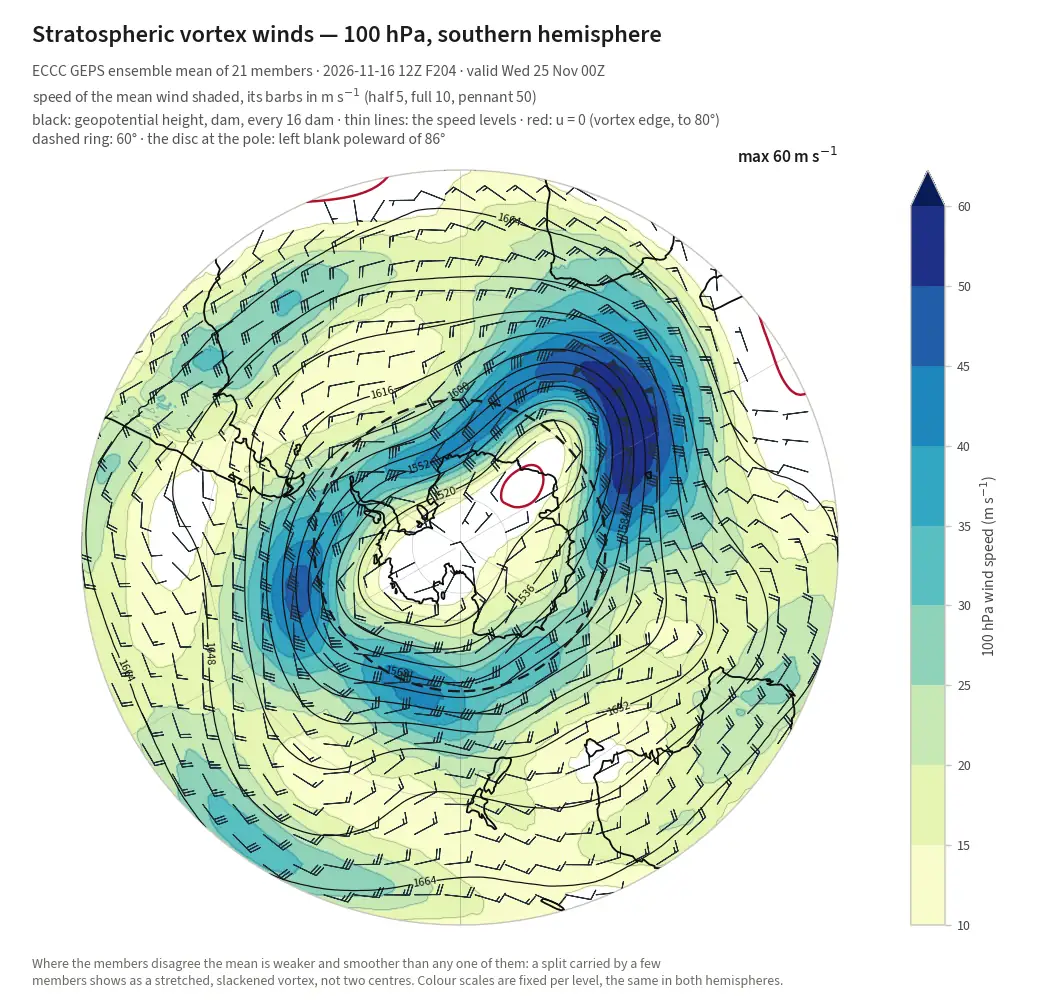 Stratospheric vortex winds — 100 hPa, southern hemisphere
ECCC GEPS ensemble mean of 21 members · 2026-11-16 12Z F204 · valid Wed 25 Nov 00Z
speed of the mean wind shaded, its barbs in m s⁻¹ (half 5, full 10, pennant 50)
black: geopotential height, dam, every 16 dam · thin lines: the speed levels · red: u = 0 (vortex edge, to 80°)
dashed ring: 60° · the disc at the pole: left blank poleward of 86°
max 60 m s⁻¹
1664
1616
1600
1552
1520
1584
1536
1648
1664
1568
1632
1664
60
50
45
40
35
30
25
20
15
10
100 hPa wind speed (m s⁻¹)
Where the members disagree the mean is weaker and smoother than any one of them: a split carried by a few
members shows as a stretched, slackened vortex, not two centres. Colour scales are fixed per level, the same in both hemispheres.